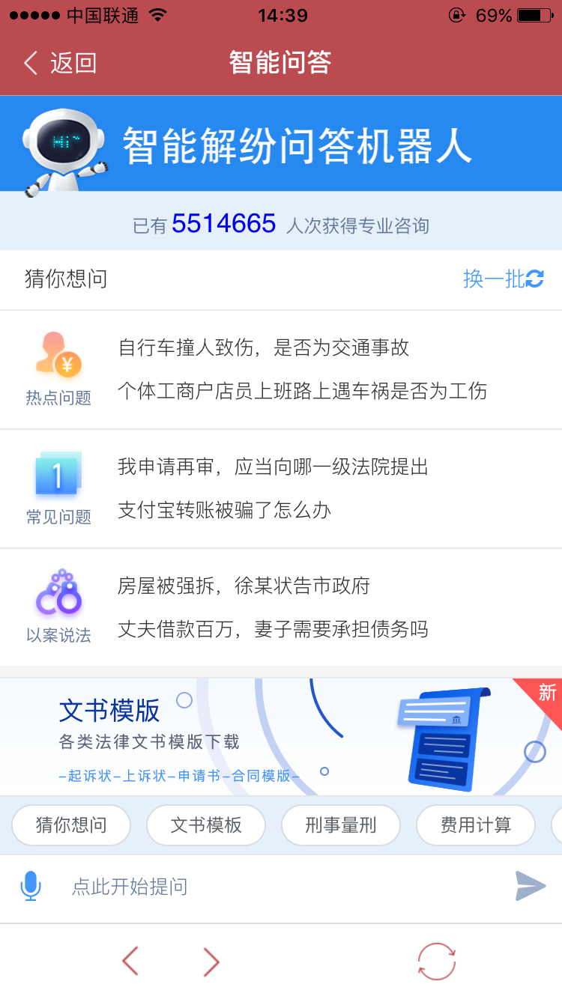 中国联通 14:39 69%
返回 智能问答
Hi~
智能解纷问答机器人
已有 5514665 人次获得专业咨询
猜你想问 换一批
自行车撞人致伤，是否为交通事故
¥
热点问题
个体工商户店员上班路上遇车祸是否为工伤
我申请再审，应当向哪一级法院提出
1
常见问题
支付宝转账被骗了怎么办
房屋被强拆，徐某状告市政府
以案说法
丈夫借款百万，妻子需要承担债务吗
新
文书模版
各类法律文书模版下载
–起诉状–上诉状–申请书–合同模版–
猜你想问 文书模板 刑事量刑 费用计算
点此开始提问